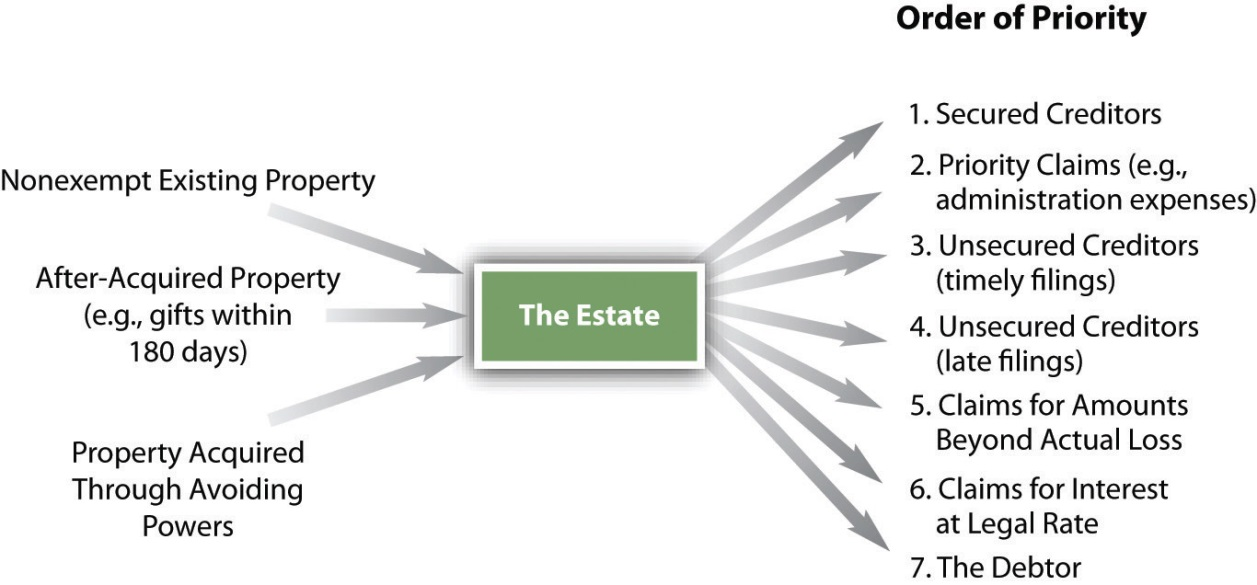 Order of Priority
Nonexempt Existing Property
After-Acquired Property
(e.g., gifts within
180 days)
Property Acquired
Through Avoiding
Powers
The Estate
1. Secured Creditors
2. Priority Claims (e.g.,
administration expenses)
3. Unsecured Creditors
(timely filings)
4. Unsecured Creditors
(late filings)
5. Claims for Amounts
Beyond Actual Loss
6. Claims for Interest
at Legal Rate
7. The Debtor